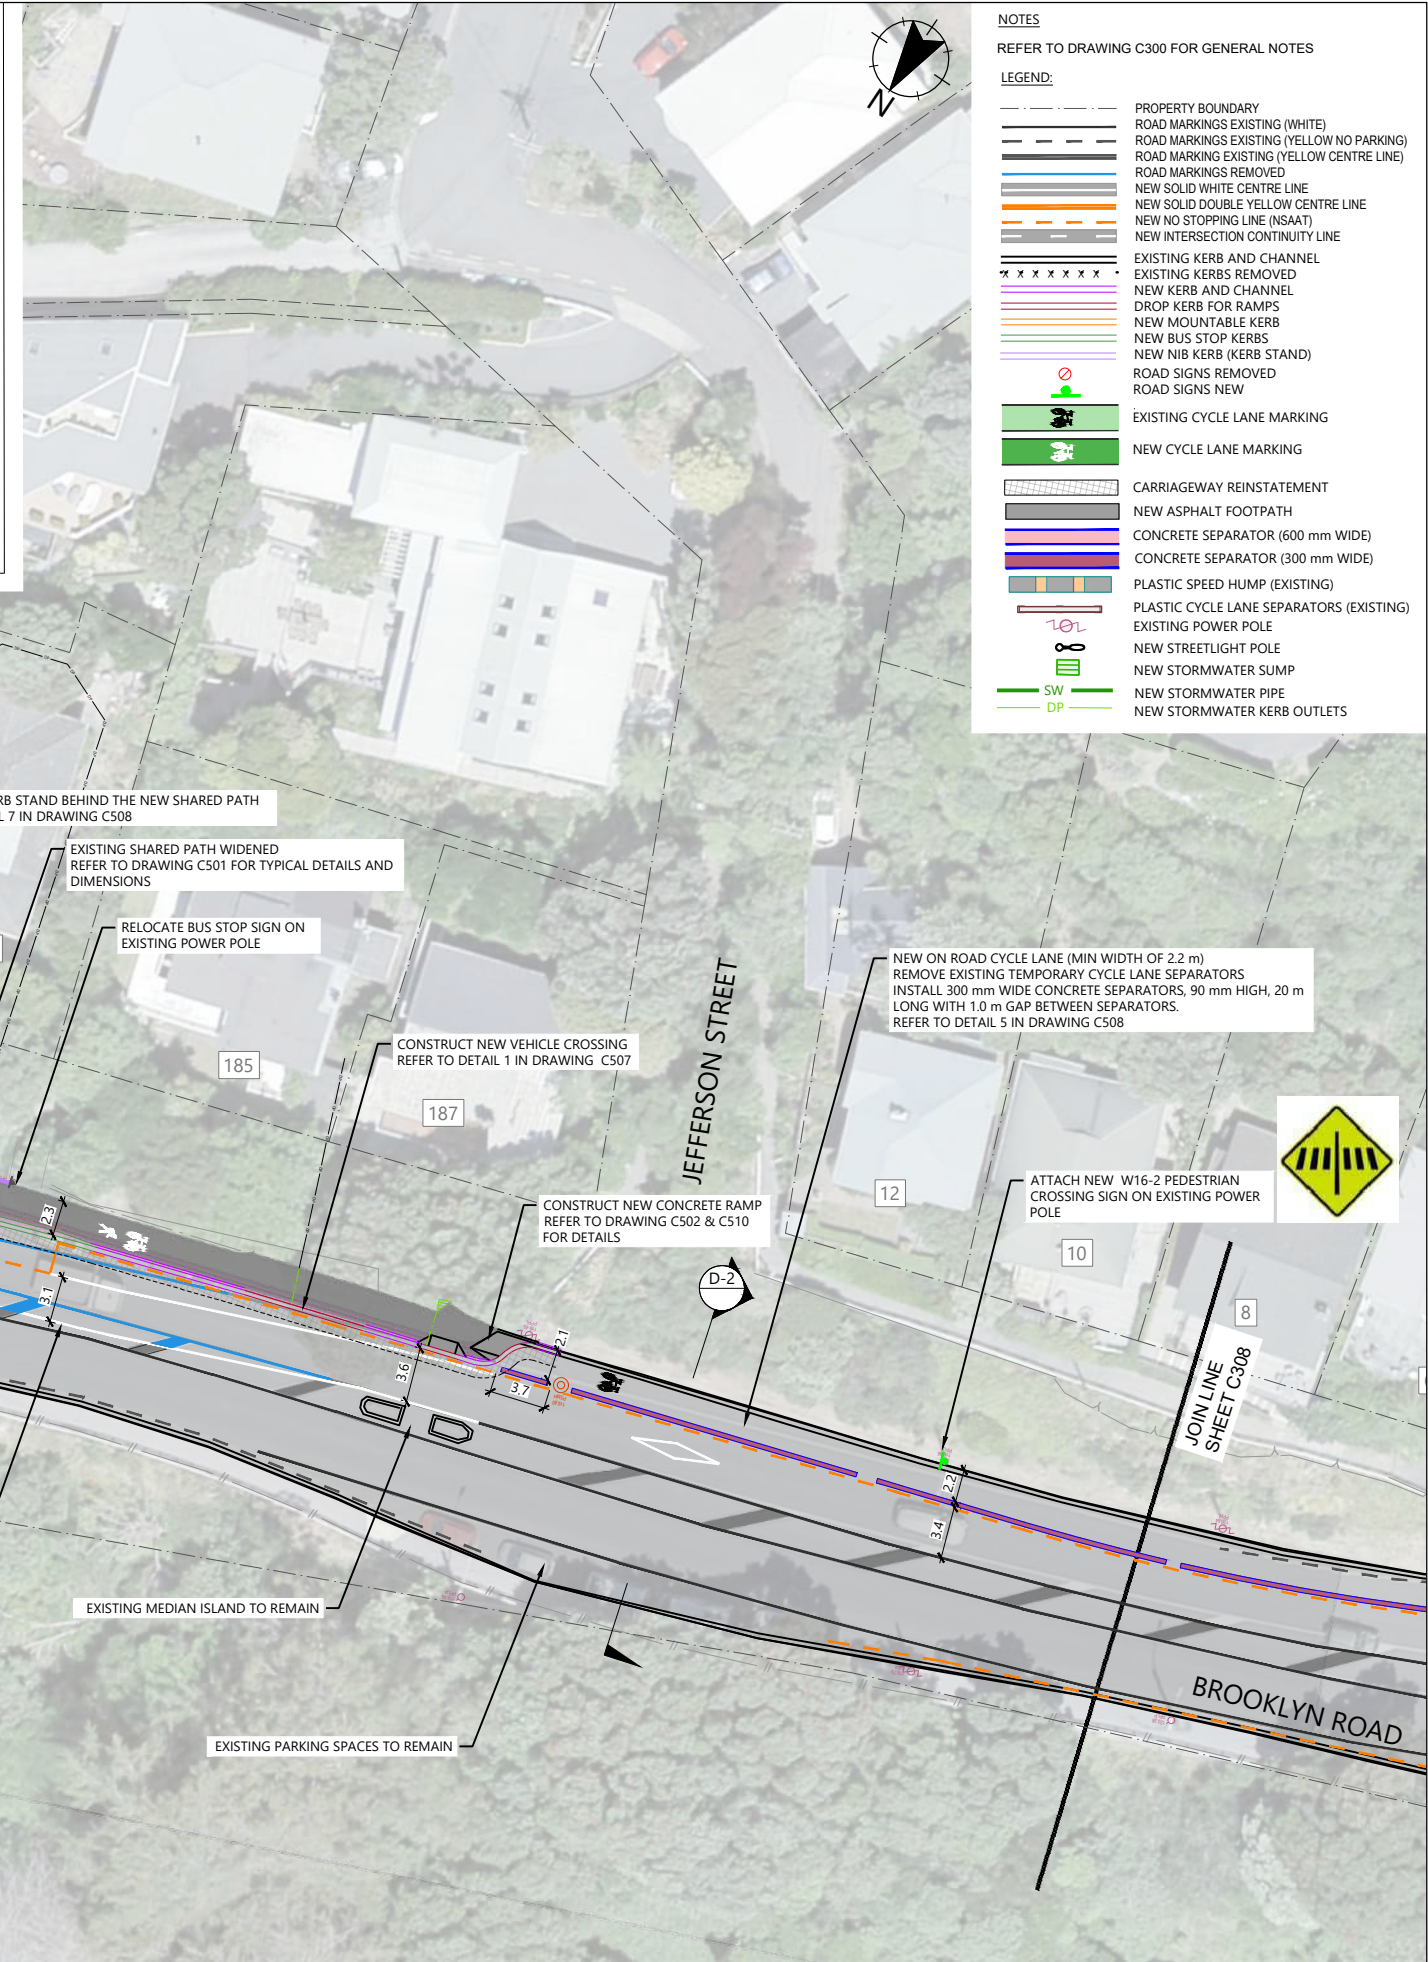 NOTES
REFER TO DRAWING C300 FOR GENERAL NOTES
LEGEND:
PROPERTY BOUNDARY
ROAD MARKINGS EXISTING (WHITE)
ROAD MARKINGS EXISTING (YELLOW NO PARKING)
ROAD MARKING EXISTING (YELLOW CENTRE LINE)
ROAD MARKINGS REMOVED
NEW SOLID WHITE CENTRE LINE
NEW SOLID DOUBLE YELLOW CENTRE LINE
NEW NO STOPPING LINE (NSAAT)
NEW INTERSECTION CONTINUITY LINE
EXISTING KERB AND CHANNEL
EXISTING KERBS REMOVED
NEW KERB AND CHANNEL
DROP KERB FOR RAMPS
NEW MOUNTABLE KERB
NEW BUS STOP KERBS
NEW NIB KERB (KERB STAND)
ROAD SIGNS REMOVED
ROAD SIGNS NEW
EXISTING CYCLE LANE MARKING
NEW CYCLE LANE MARKING
CARRIAGEWAY REINSTATEMENT
NEW ASPHALT FOOTPATH
CONCRETE SEPARATOR (600 mm WIDE)
CONCRETE SEPARATOR (300 mm WIDE)
PLASTIC SPEED HUMP (EXISTING)
PLASTIC CYCLE LANE SEPARATORS (EXISTING)
EXISTING POWER POLE
NEW STREETLIGHT POLE
NEW STORMWATER SUMP
SW NEW STORMWATER PIPE
DP NEW STORMWATER KERB OUTLETS
N
RB STAND BEHIND THE NEW SHARED PATH
L 7 IN DRAWING C508
EXISTING SHARED PATH WIDENED
REFER TO DRAWING C501 FOR TYPICAL DETAILS AND
DIMENSIONS
RELOCATE BUS STOP SIGN ON
EXISTING POWER POLE
NEW ON ROAD CYCLE LANE (MIN WIDTH OF 2.2 m)
REMOVE EXISTING TEMPORARY CYCLE LANE SEPARATORS
INSTALL 300 mm WIDE CONCRETE SEPARATORS, 90 mm HIGH, 20 m
LONG WITH 1.0 m GAP BETWEEN SEPARATORS.
REFER TO DETAIL 5 IN DRAWING C508
CONSTRUCT NEW VEHICLE CROSSING
REFER TO DETAIL 1 IN DRAWING C507
185
187
JEFFERSON STREET
ATTACH NEW W16-2 PEDESTRIAN
CROSSING SIGN ON EXISTING POWER
POLE
12
10
8
CONSTRUCT NEW CONCRETE RAMP
REFER TO DRAWING C502 & C510
FOR DETAILS
D-2
2.3
3.1
3.6
3.7
2.1
2.2
3.4
JOIN LINE
SHEET C308
EXISTING MEDIAN ISLAND TO REMAIN
EXISTING PARKING SPACES TO REMAIN
BROOKLYN ROAD